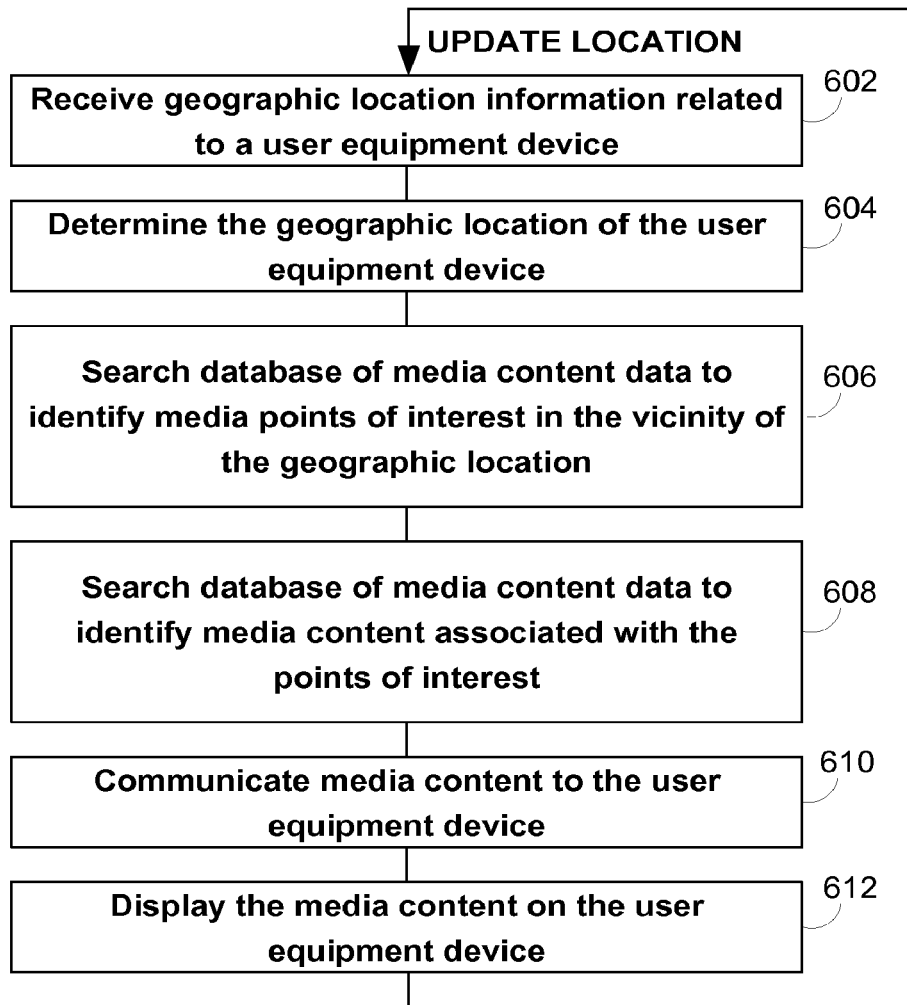 UPDATE LOCATION
Receive geographic location information related
to a user equipment device
602
Determine the geographic location of the user
equipment device
604
Search database of media content data to
identify media points of interest in the vicinity of
the geographic location
606
Search database of media content data to
identify media content associated with the
points of interest
608
Communicate media content to the user
equipment device
610
Display the media content on the user
equipment device
612